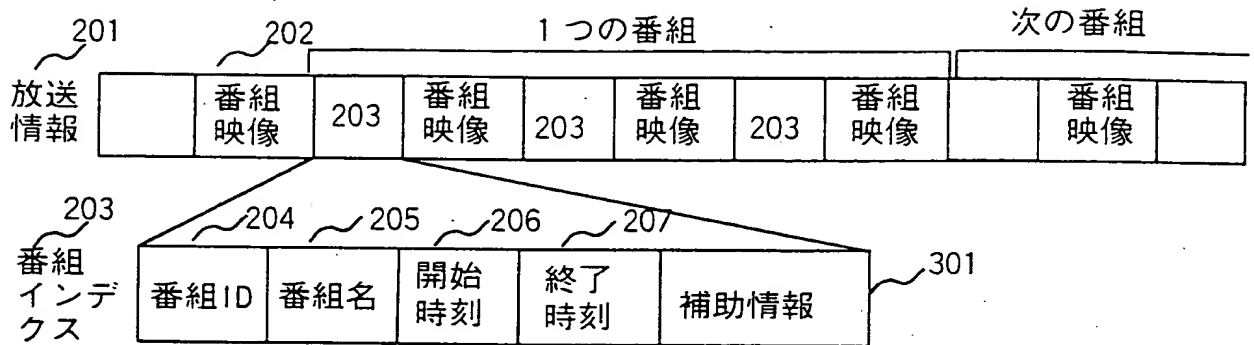 1つの番組
次の番組
201
202
放送
情報
番組
映像
203
番組
映像
203
番組
映像
203
番組
映像
番組
映像
203
204
205
206
207
301
番組
インデ
クス
番組ID
番組名
開始
時刻
終了
時刻
補助情報